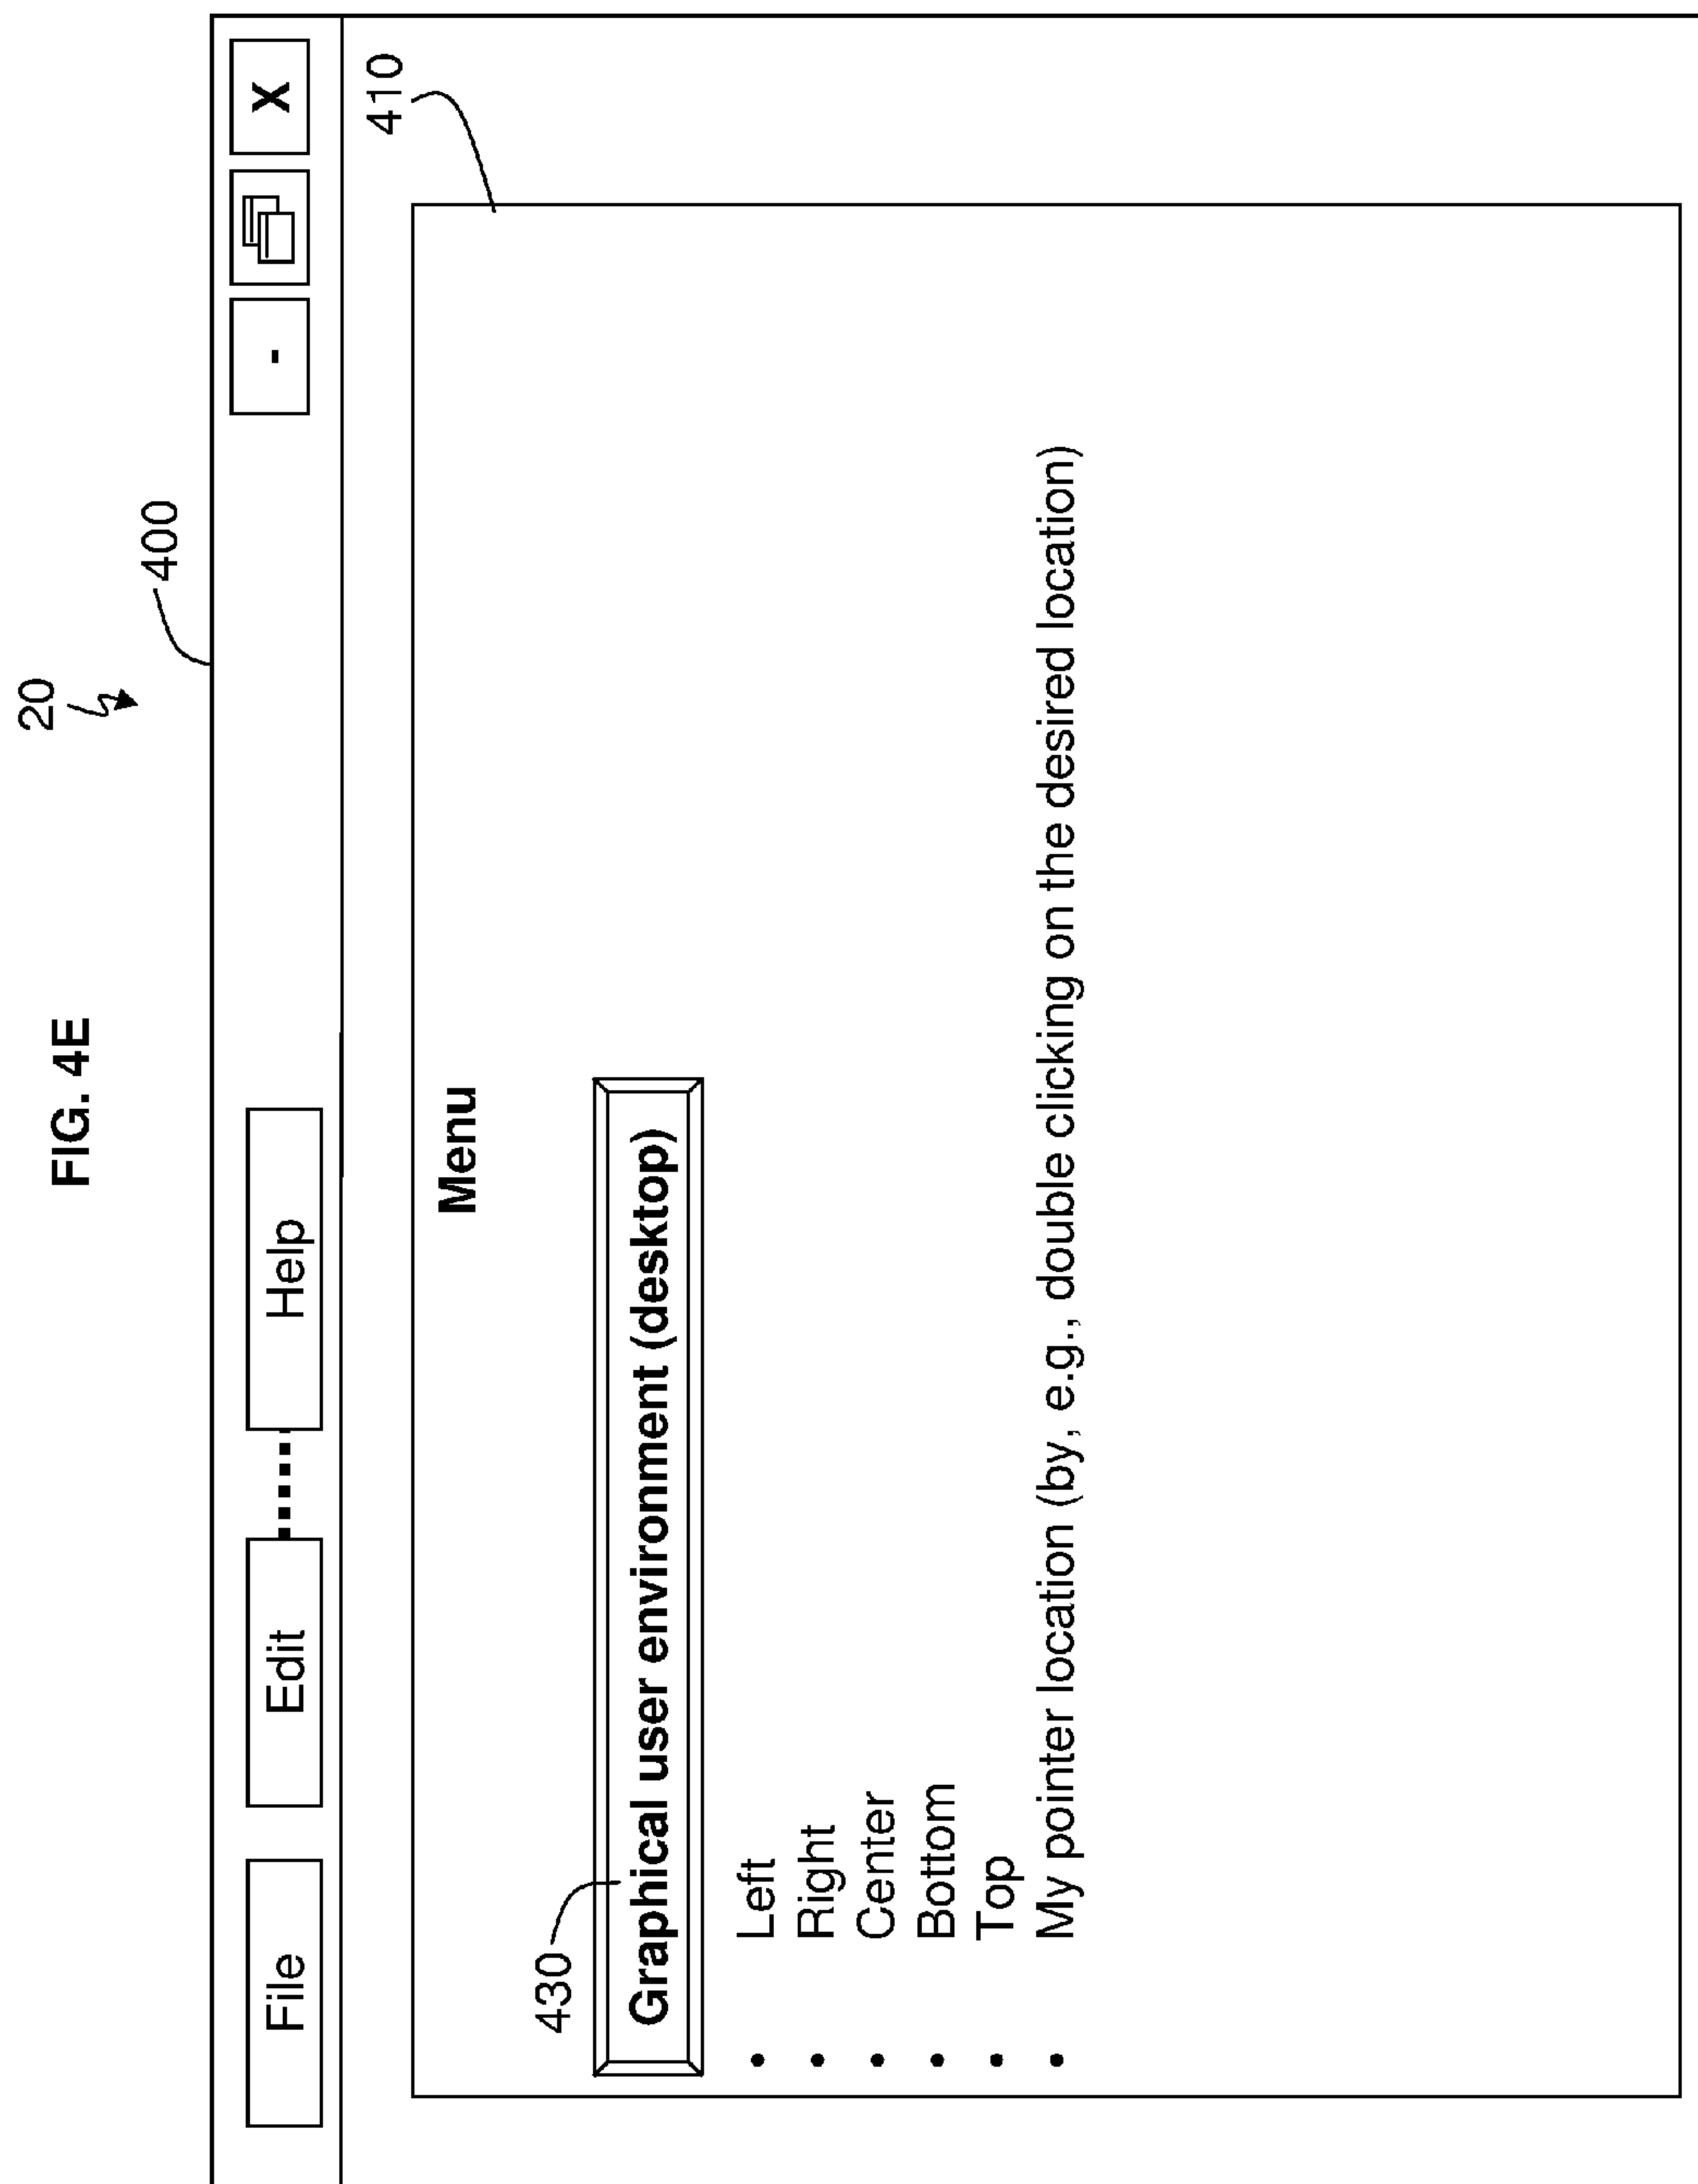 FIG. 4E
20
400
File Edit Help - X
410
Menu
430
Graphical user environment (desktop)
• Left
• Right
• Center
• Bottom
• Top
• My pointer location (by, e.g., double clicking on the desired location)